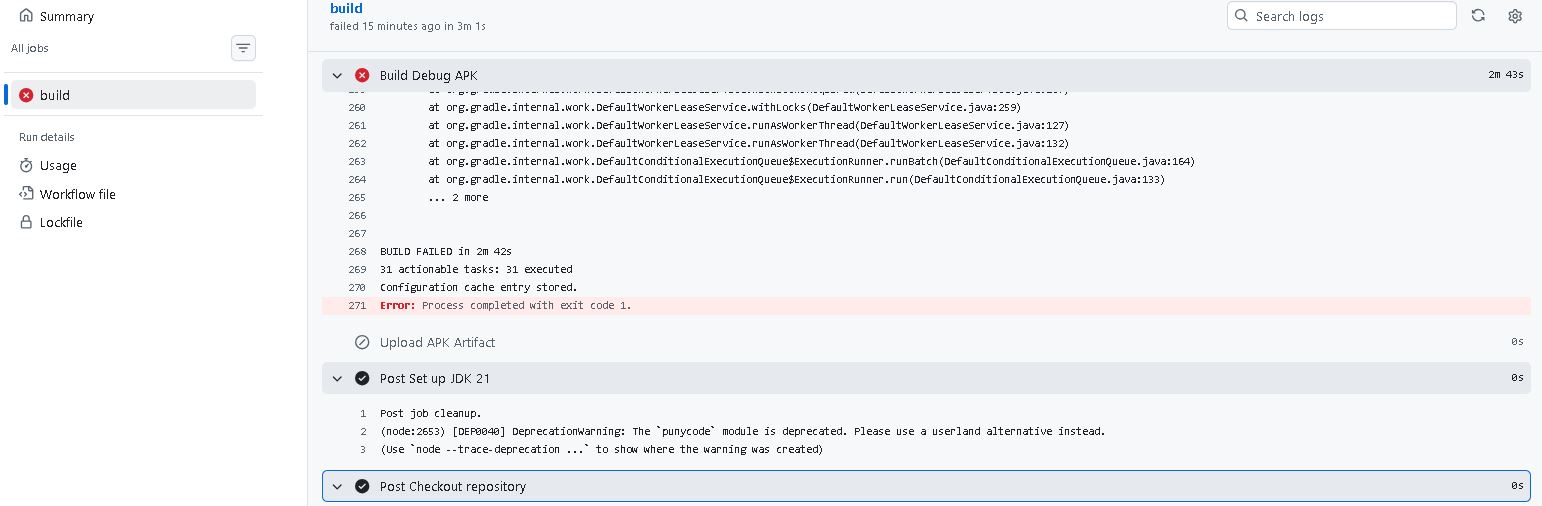 Summary
All jobs
build
Run details
Usage
Workflow file
Lockfile
build
failed 15 minutes ago in 3m 1s
Search logs
Build Debug APK 2m 43s
260 at org.gradle.internal.work.DefaultWorkerLeaseService.withLocks(DefaultWorkerLeaseService.java:259)
261 at org.gradle.internal.work.DefaultWorkerLeaseService.runAsWorkerThread(DefaultWorkerLeaseService.java:127)
262 at org.gradle.internal.work.DefaultWorkerLeaseService.runAsWorkerThread(DefaultWorkerLeaseService.java:132)
263 at org.gradle.internal.work.DefaultConditionalExecutionQueue$ExecutionRunner.runBatch(DefaultConditionalExecutionQueue.java:164)
264 at org.gradle.internal.work.DefaultConditionalExecutionQueue$ExecutionRunner.run(DefaultConditionalExecutionQueue.java:133)
265 ... 2 more
266
267
268 BUILD FAILED in 2m 42s
269 31 actionable tasks: 31 executed
270 Configuration cache entry stored.
271 Error: Process completed with exit code 1.
Upload APK Artifact 0s
Post Set up JDK 21 0s
1 Post job cleanup.
2 (node:2653) [DEP0040] DeprecationWarning: The `punycode` module is deprecated. Please use a userland alternative instead.
3 (Use `node --trace-deprecation ...` to show where the warning was created)
Post Checkout repository 0s